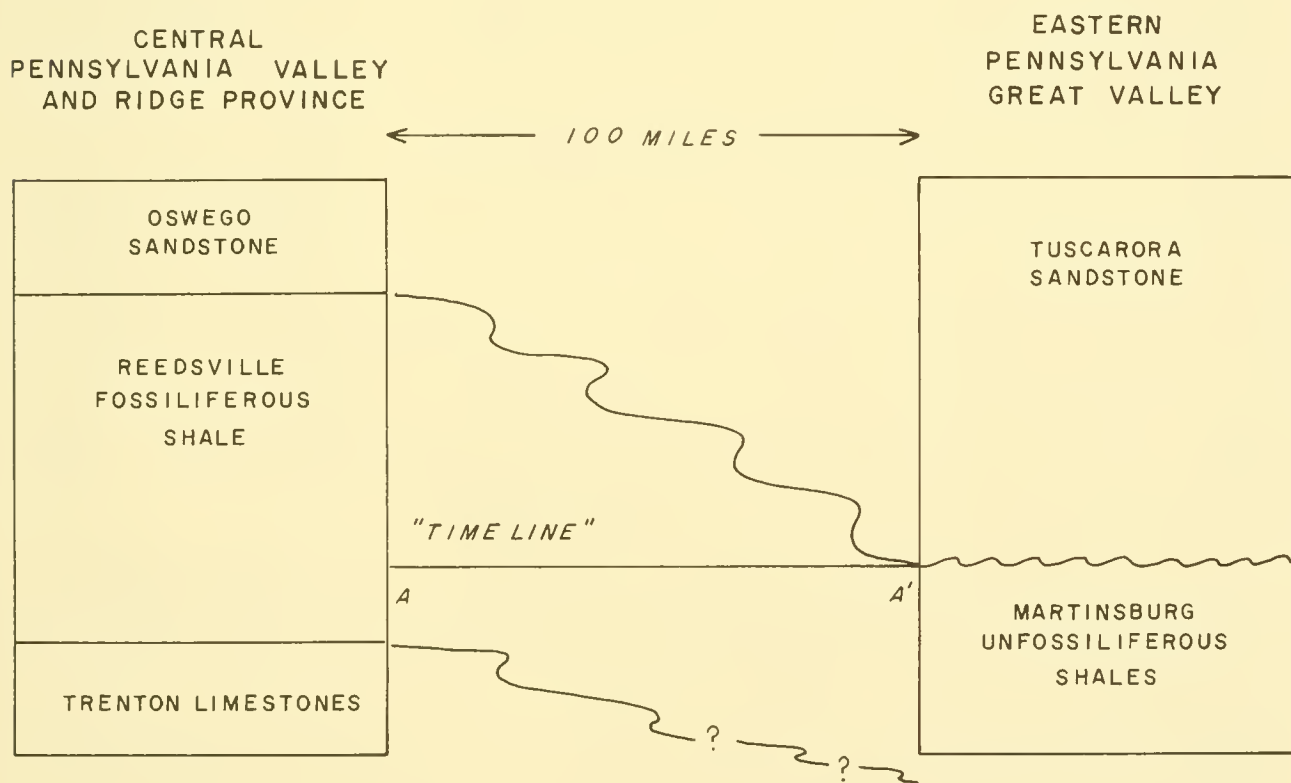 CENTRAL
PENNSYLVANIA VALLEY
AND RIDGE PROVINCE
EASTERN
PENNSYLVANIA
GREAT VALLEY
100 MILES
OSWEGO
SANDSTONE
REEDSVILLE
FOSSILIFEROUS
SHALE
TRENTON LIMESTONES
"TIME LINE"
A
A'
?
?
TUSCARORA
SANDSTONE
MARTINSBURG
UNFOSSILIFEROUS
SHALES